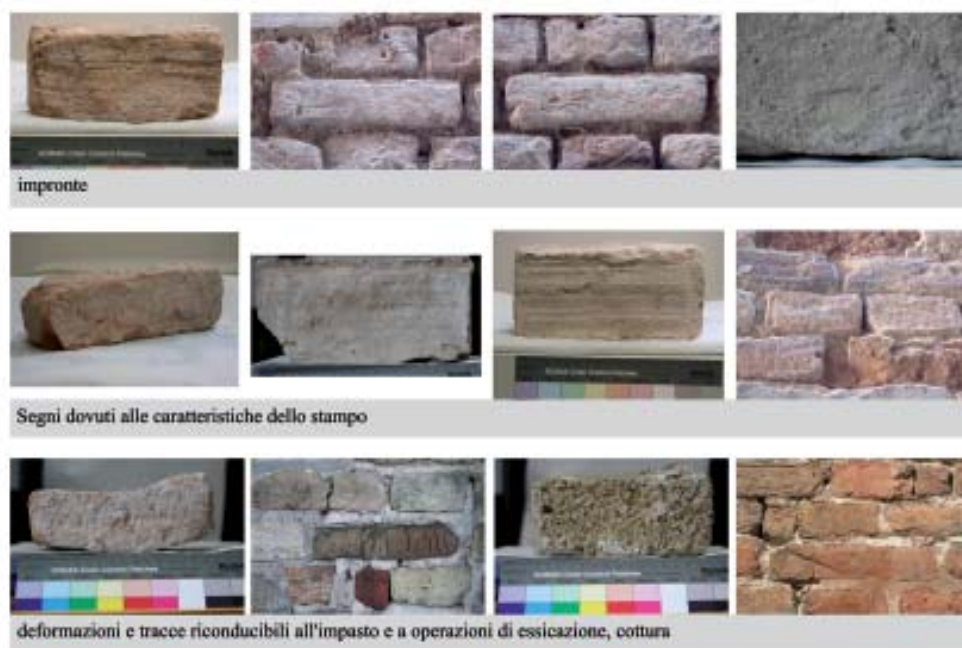 impronte
Segni dovuti alle caratteristiche dello stampo
deformazioni e tracce riconducibili all'impasto e a operazioni di essicazione, cottura